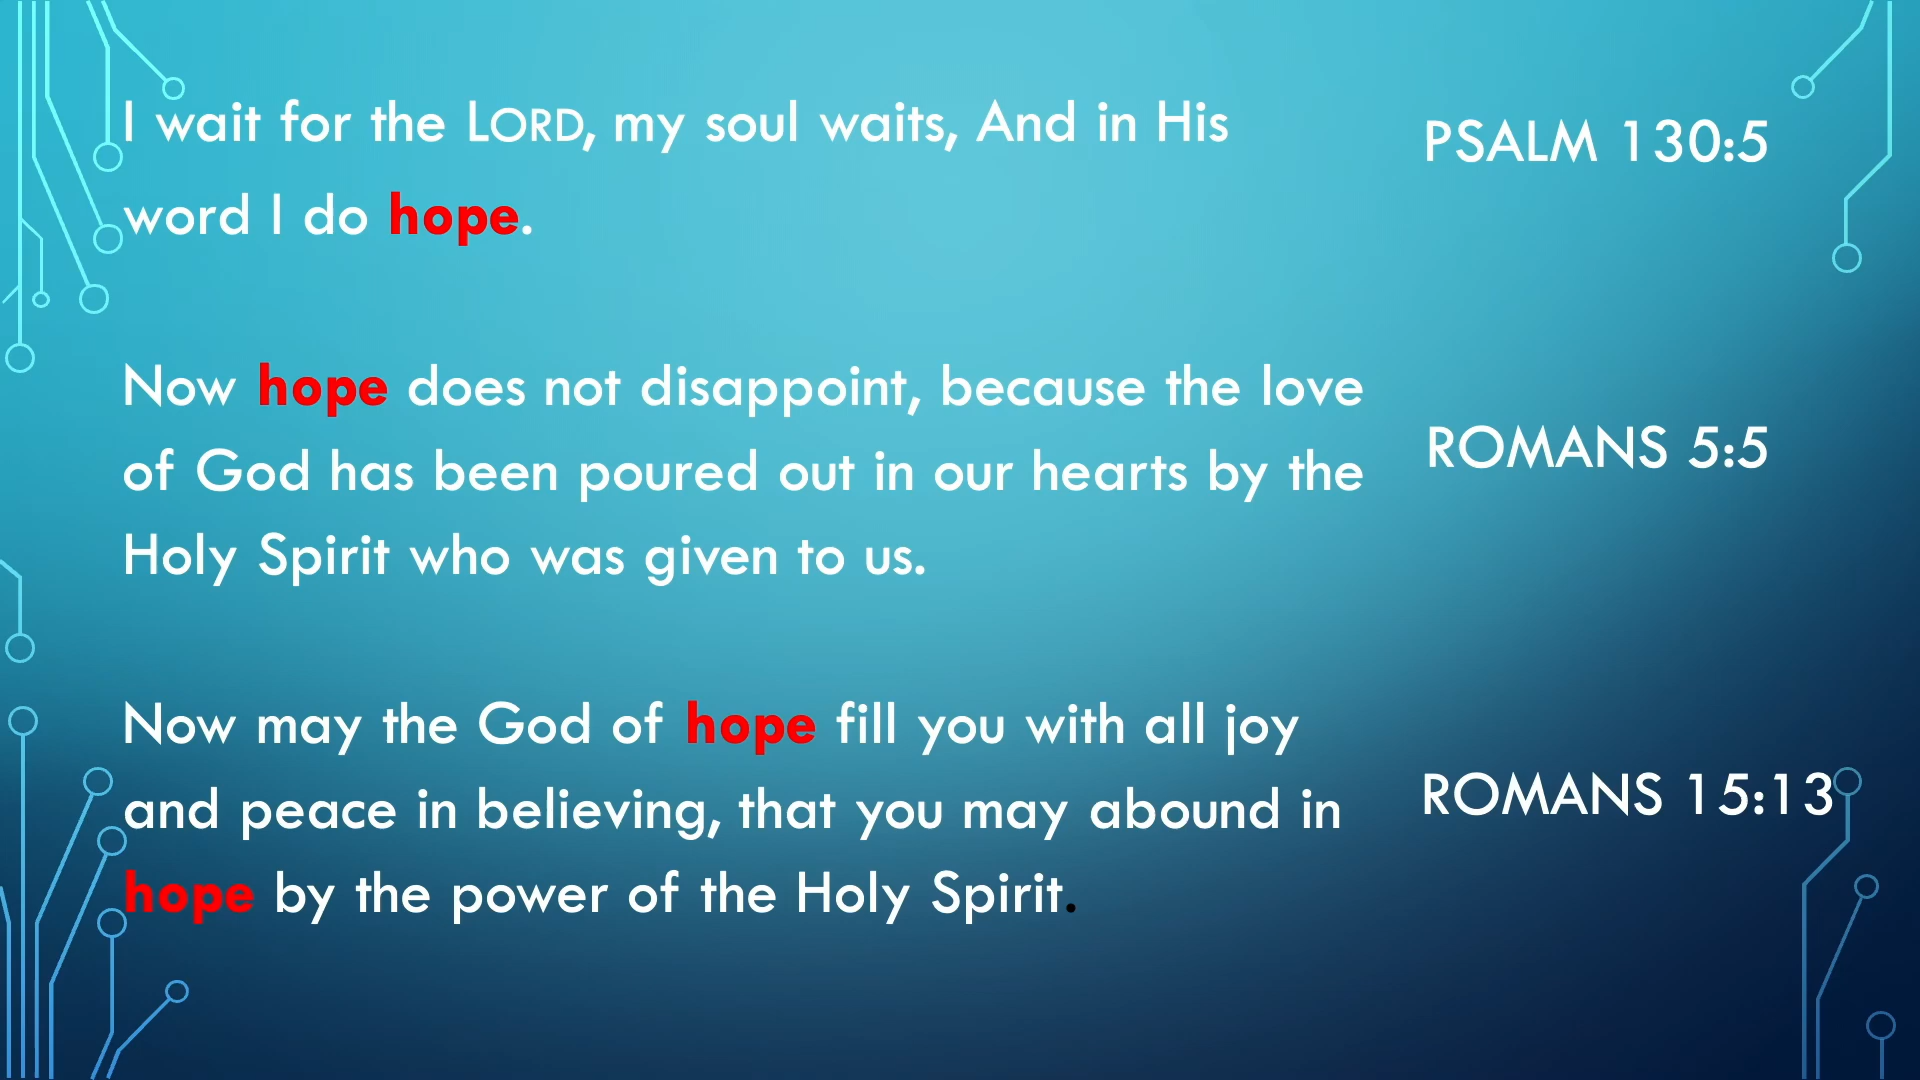 I wait for the LORD, my soul waits, And in His
word I do hope.
PSALM 130:5
Now hope does not disappoint, because the love
of God has been poured out in our hearts by the
Holy Spirit who was given to us.
ROMANS 5:5
Now may the God of hope fill you with all joy
and peace in believing, that you may abound in
hope by the power of the Holy Spirit.
ROMANS 15:13